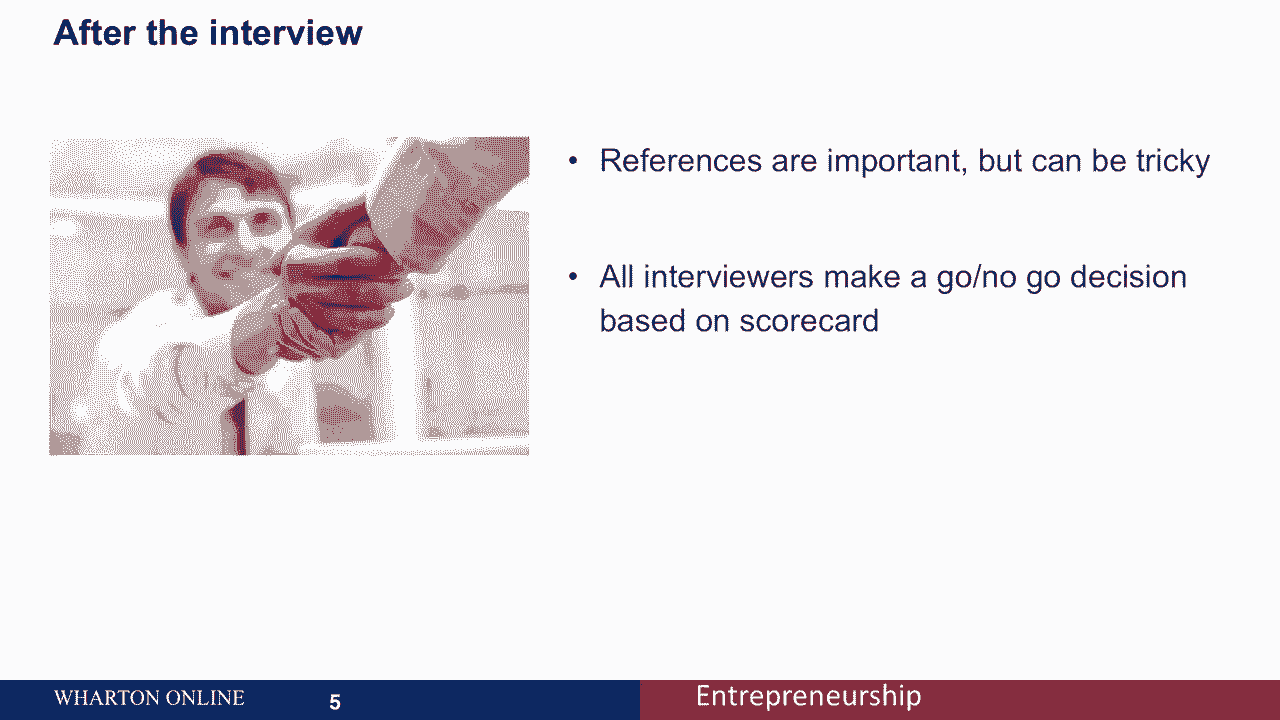 After the interview
• References are important, but can be tricky
• All interviewers make a go/no go decision
based on scorecard
WHARTON ONLINE
5
Entrepreneurship